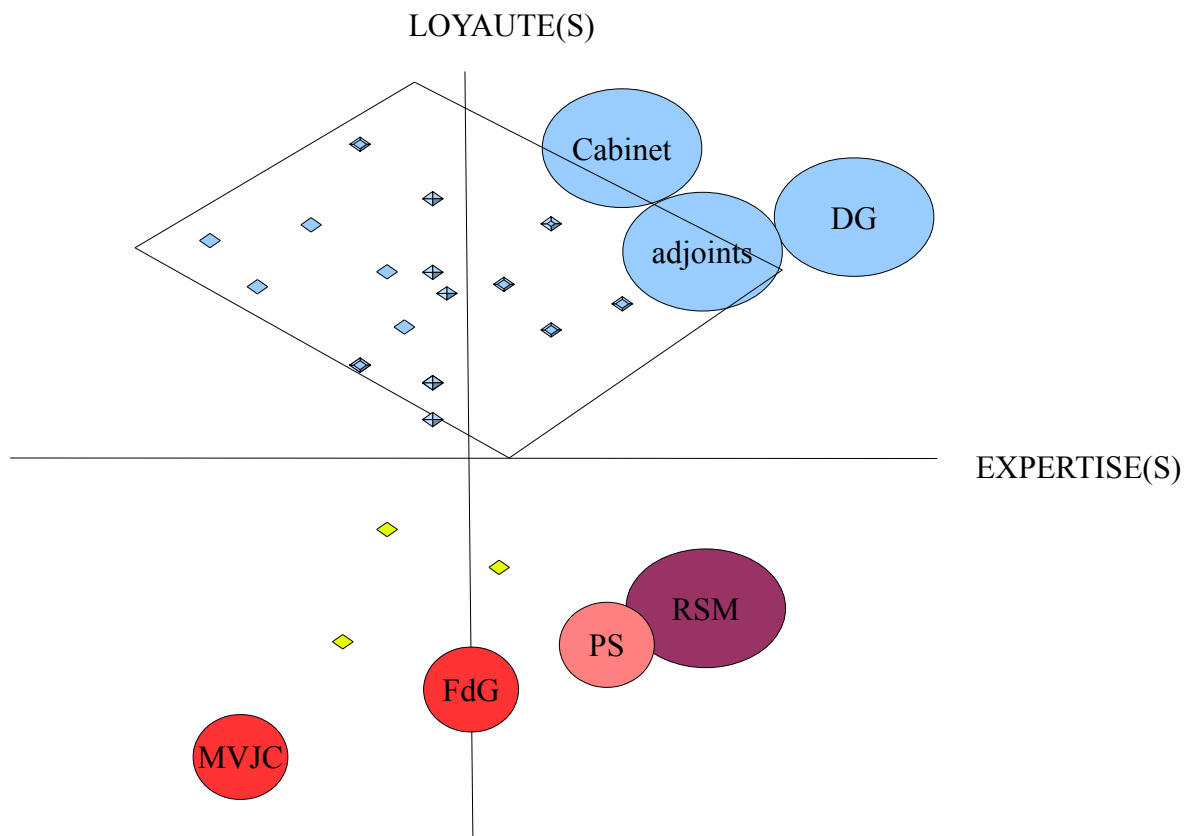 LOYAUTE(S)
Cabinet
DG
adjoints
EXPERTISE(S)
RSM
PS
FdG
MVJC